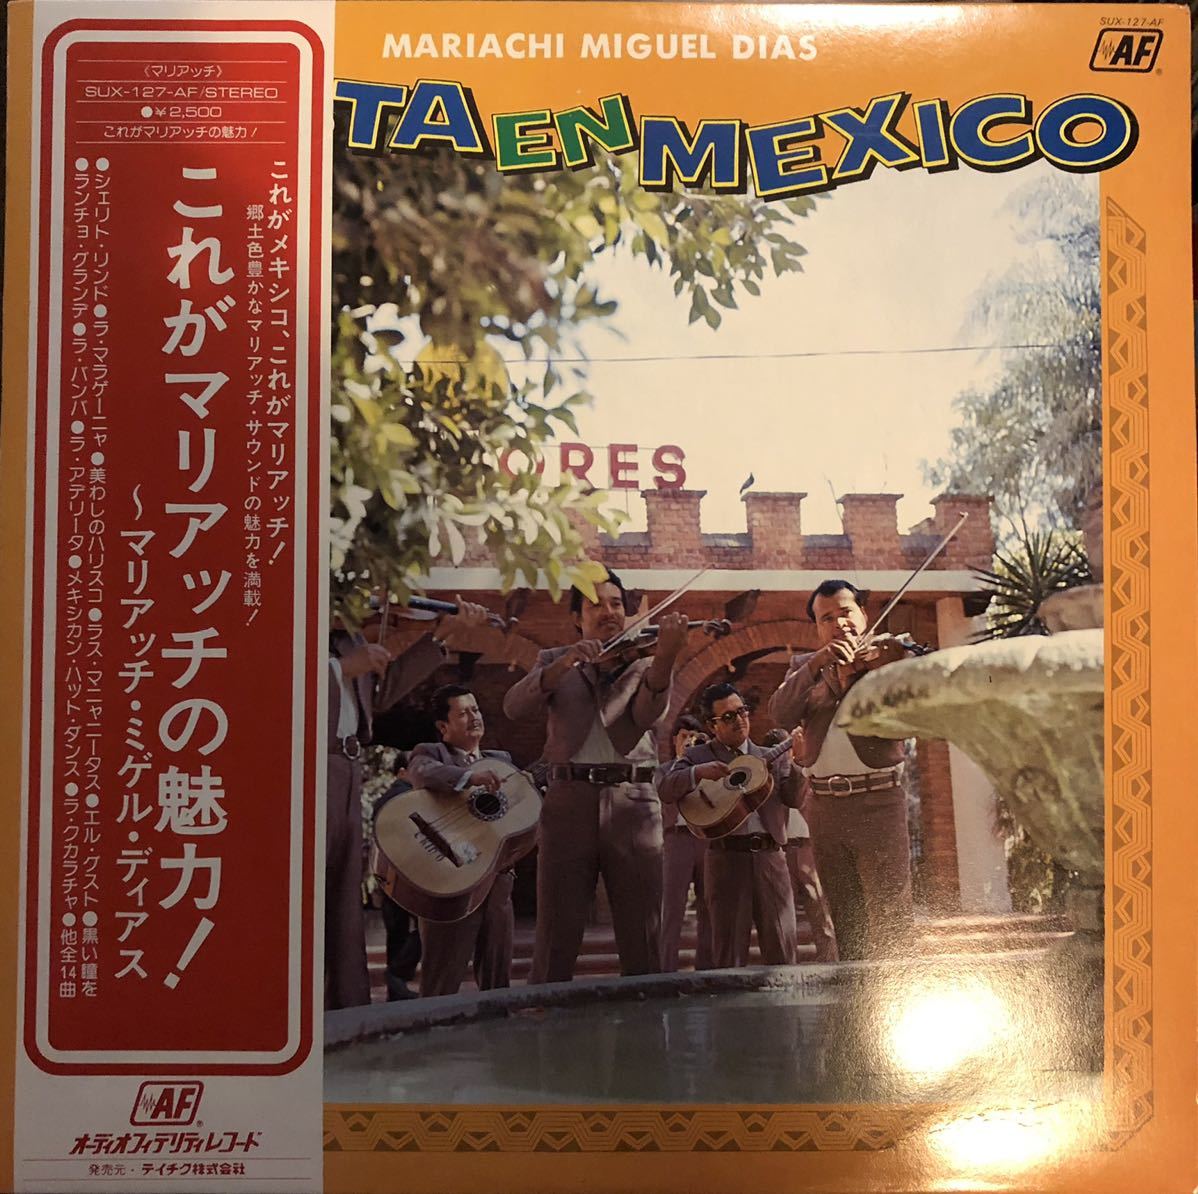 SUX-127-AF
AF
MARIACHI MIGUEL DIAS
TA EN MEXICO
ORES
《マリアッチ》
SUX-127-AF/STEREO
●¥2,500
これがマリアッチの魅力!
これがメキシコ、これがマリアッチ!
郷土色豊かなマリアッチ・サウンドの魅力を満載!
これがマリアッチの魅力!
〜マリアッチ・ミゲル・ディアス
●シェリト・リンド●ラ・マラゲーニャ●美わしのハリスコ●ラス・マニャニータス●エル・グスト●黒い瞳を
●ランチョ・グランデ●ラ・バンバ●ラ・アデリータ●メキシカン・ハット・ダンス●ラ・クカラチャ●他全14曲
AF
オーディオフィデリティレコード
発売元・テイチク株式会社